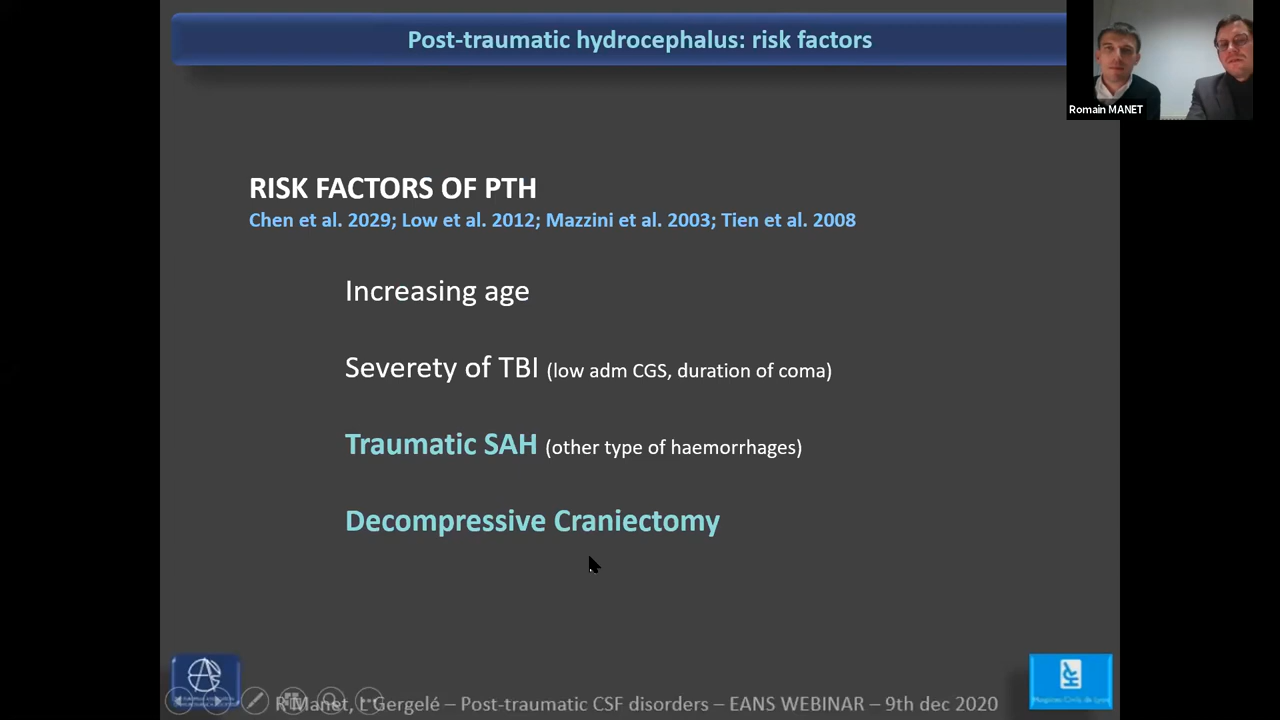 Post-traumatic hydrocephalus: risk factors
Romain MANET
RISK FACTORS OF PTH
Chen et al. 2029; Low et al. 2012; Mazzini et al. 2003; Tien et al. 2008
Increasing age
Severety of TBI (low adm CGS, duration of coma)
Traumatic SAH (other type of haemorrhages)
Decompressive Craniectomy
R Manet, L Gergelé – Post-traumatic CSF disorders – EANS WEBINAR – 9th dec 2020